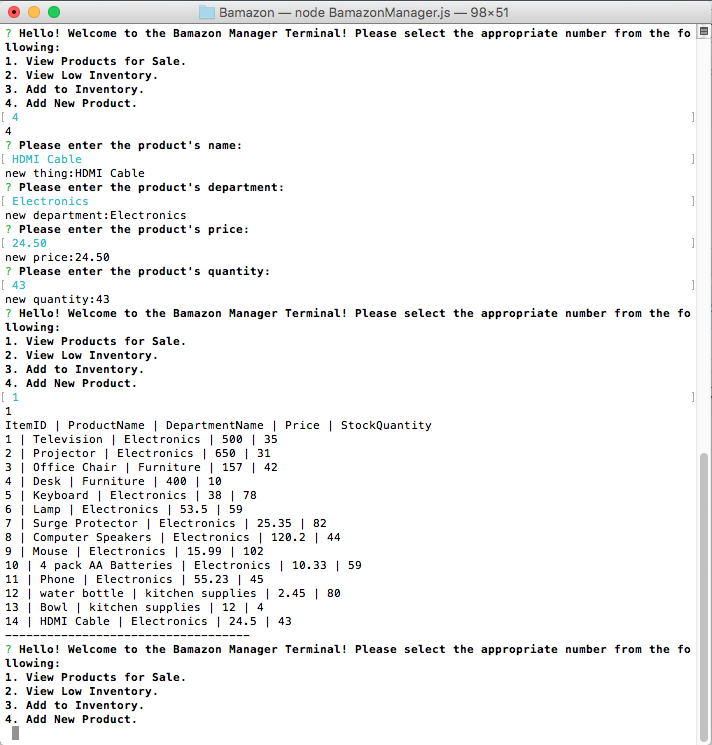 Bamazon — node BamazonManager.js — 98×51
? Hello! Welcome to the Bamazon Manager Terminal! Please select the appropriate number from the fo
llowing:
1. View Products for Sale.
2. View Low Inventory.
3. Add to Inventory.
4. Add New Product.
[ 4 ]
4
? Please enter the product's name:
[ HDMI Cable ]
new thing:HDMI Cable
? Please enter the product's department:
[ Electronics ]
new department:Electronics
? Please enter the product's price:
[ 24.50 ]
new price:24.50
? Please enter the product's quantity:
[ 43 ]
new quantity:43
? Hello! Welcome to the Bamazon Manager Terminal! Please select the appropriate number from the fo
llowing:
1. View Products for Sale.
2. View Low Inventory.
3. Add to Inventory.
4. Add New Product.
[ 1 ]
1
ItemID | ProductName | DepartmentName | Price | StockQuantity
1 | Television | Electronics | 500 | 35
2 | Projector | Electronics | 650 | 31
3 | Office Chair | Furniture | 157 | 42
4 | Desk | Furniture | 400 | 10
5 | Keyboard | Electronics | 38 | 78
6 | Lamp | Electronics | 53.5 | 59
7 | Surge Protector | Electronics | 25.35 | 82
8 | Computer Speakers | Electronics | 120.2 | 44
9 | Mouse | Electronics | 15.99 | 102
10 | 4 pack AA Batteries | Electronics | 10.33 | 59
11 | Phone | Electronics | 55.23 | 45
12 | water bottle | kitchen supplies | 2.45 | 80
13 | Bowl | kitchen supplies | 12 | 4
14 | HDMI Cable | Electronics | 24.5 | 43
-----------------------------------
? Hello! Welcome to the Bamazon Manager Terminal! Please select the appropriate number from the fo
llowing:
1. View Products for Sale.
2. View Low Inventory.
3. Add to Inventory.
4. Add New Product.